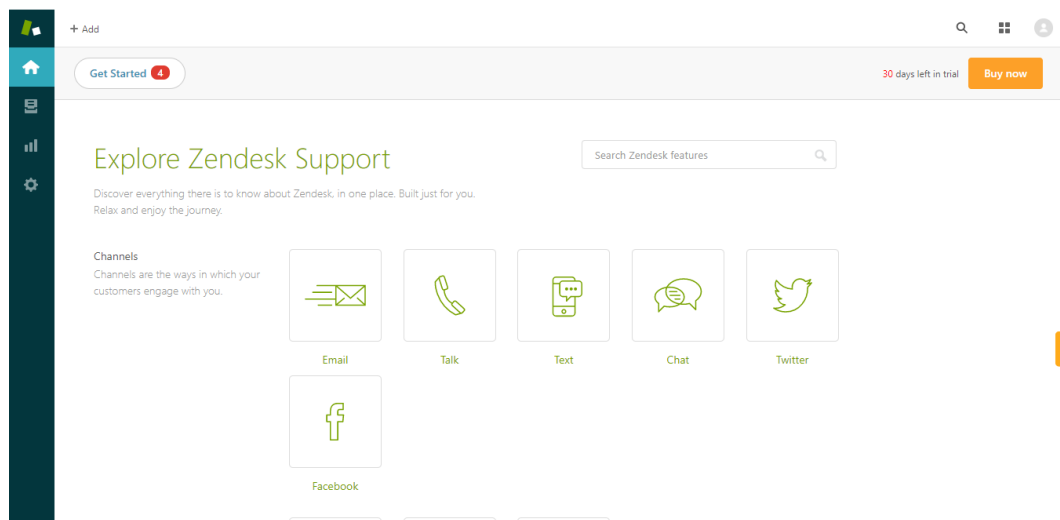 + Add
Get Started 4
30 days left in trial
Buy now
Explore Zendesk Support
Search Zendesk features
Discover everything there is to know about Zendesk, in one place. Built just for you.
Relax and enjoy the journey.
Channels
Channels are the ways in which your
customers engage with you.
Email
Talk
Text
Chat
Twitter
Facebook